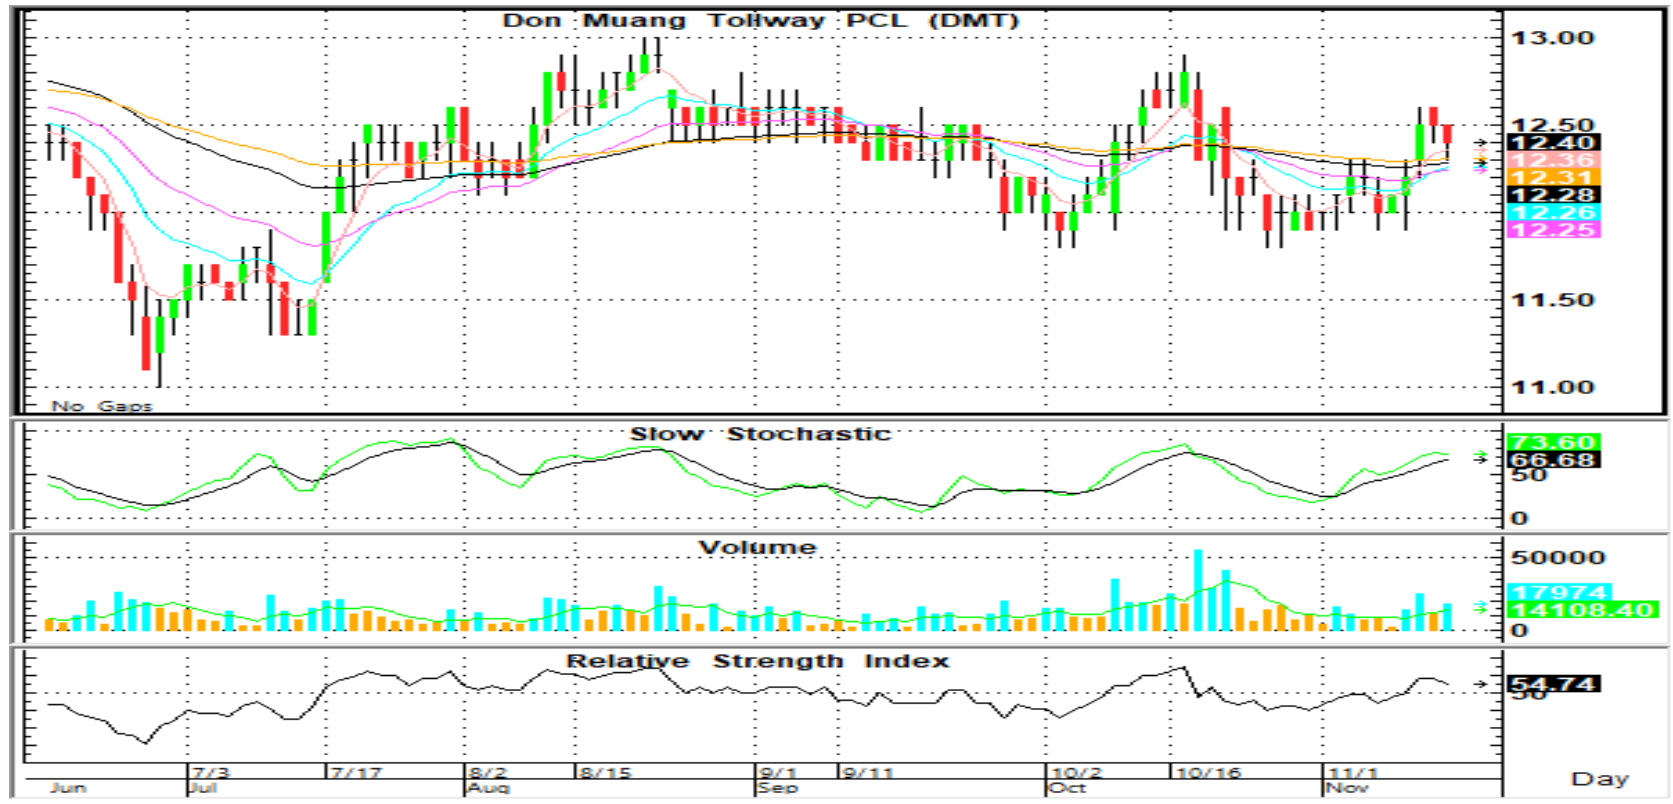 Don Muang Tollway PCL (DMT)
13.00
12.50
12.40
12.36
12.31
12.28
12.26
12.25
11.50
11.00
No Gaps
Slow Stochastic
73.60
66.68
50
0
Volume
50000
17974
14108.40
0
Relative Strength Index
54.74
50
7/3 7/17 8/2 8/15 9/1 9/11 10/2 10/16 11/1
Jun Jul Aug Sep Oct Nov
Day